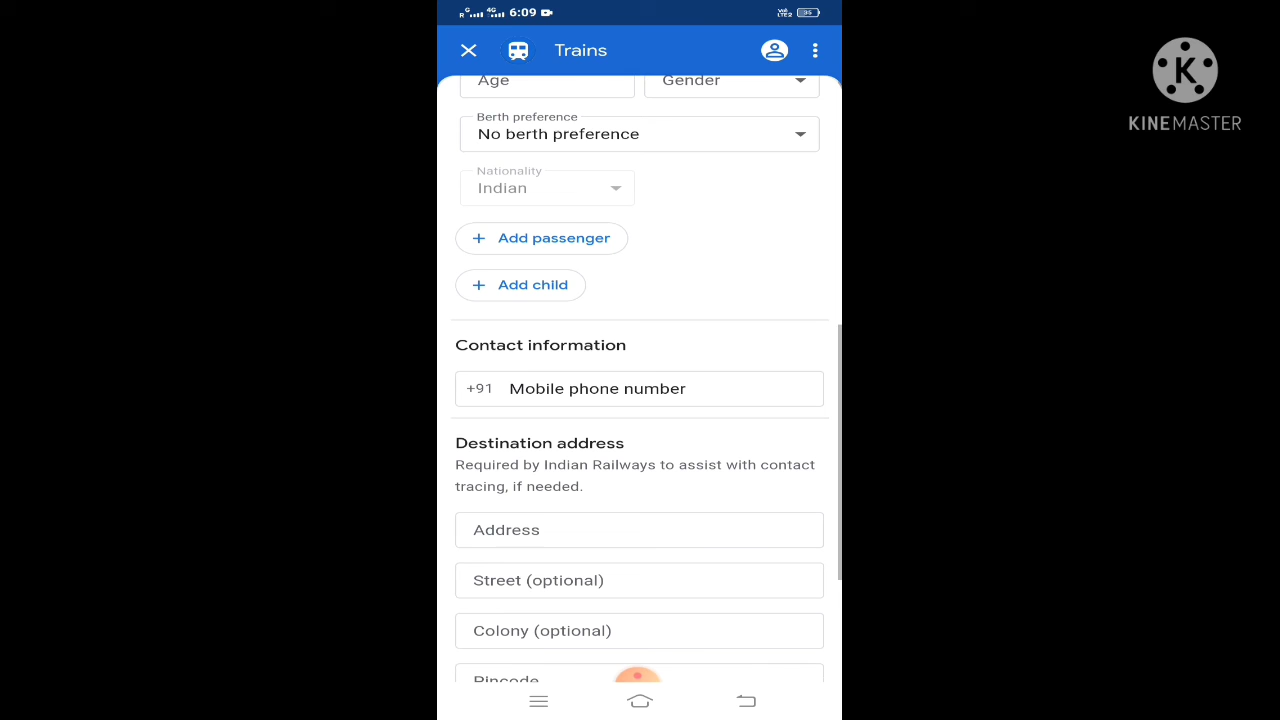 6:09
Trains
Age
Gender
Berth preference
No berth preference
Nationality
Indian
+ Add passenger
+ Add child
Contact information
+91 Mobile phone number
Destination address
Required by Indian Railways to assist with contact
tracing, if needed.
Address
Street (optional)
Colony (optional)
Pincode
K
KINEMASTER